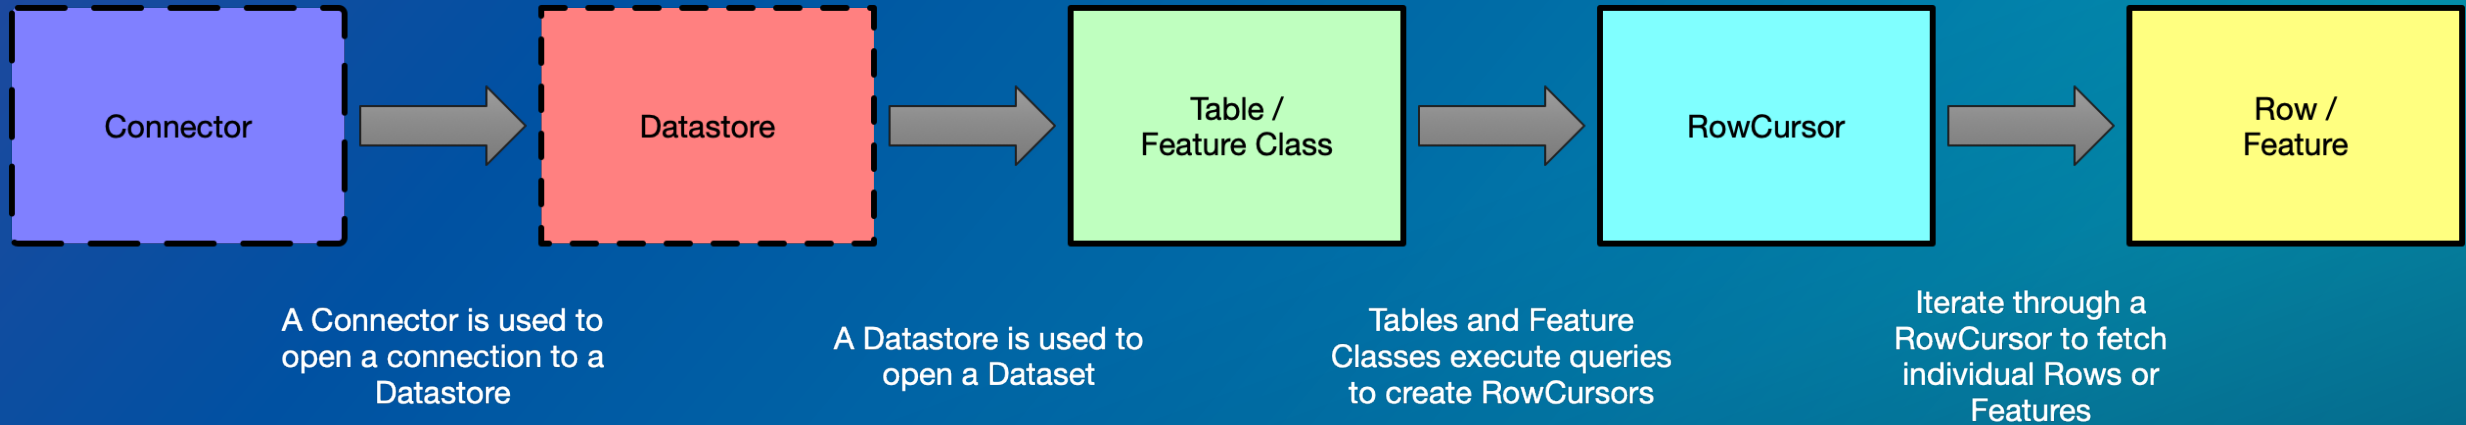 Connector
Datastore
Table /
Feature Class
RowCursor
Row /
Feature
A Connector is used to
open a connection to a
Datastore
A Datastore is used to
open a Dataset
Tables and Feature
Classes execute queries
to create RowCursors
Iterate through a
RowCursor to fetch
individual Rows or
Features